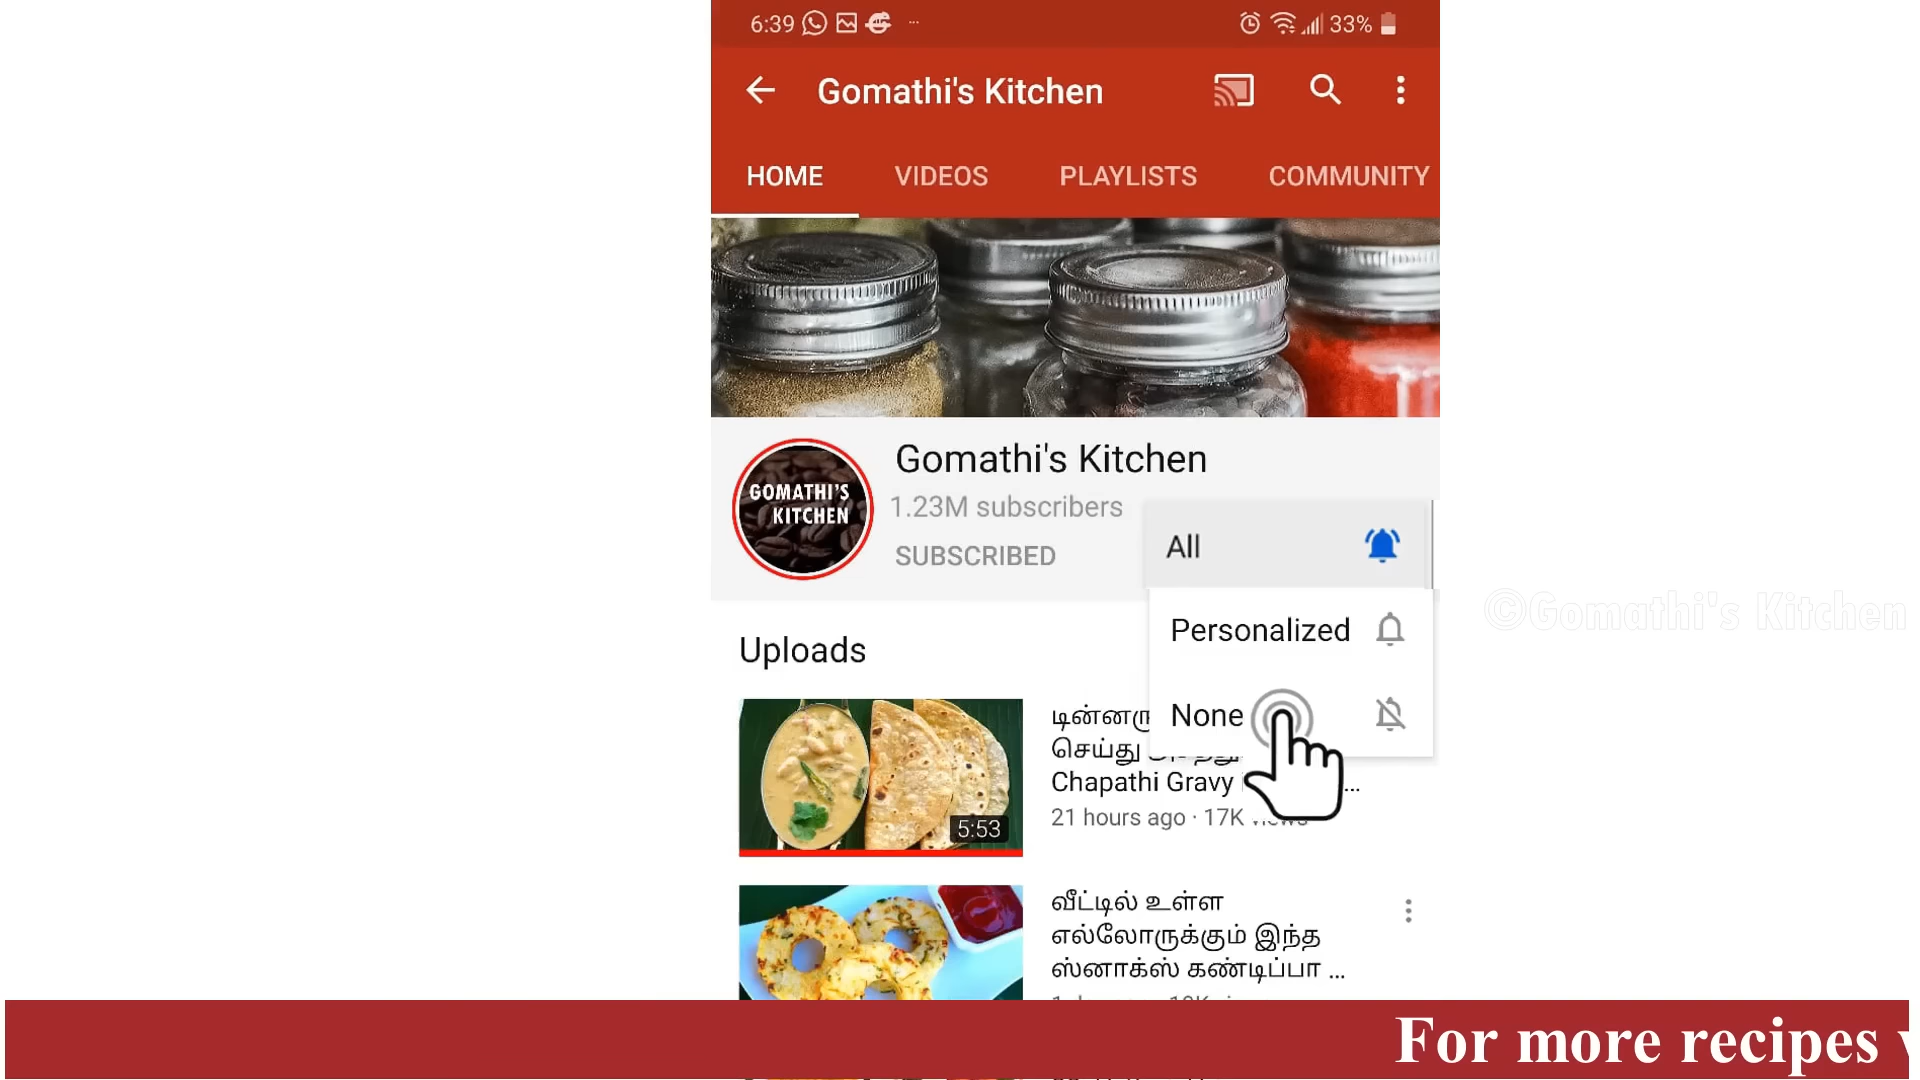 6:39
33%
Gomathi's Kitchen
HOME VIDEOS PLAYLISTS COMMUNITY
GOMATHI'S
KITCHEN
Gomathi's Kitchen
1.23M subscribers
SUBSCRIBED
All
Personalized
None
©Gomathi's Kitchen
Uploads
5:53
செய்து
Chapathi Gravy ...
21 hours ago · 17K views
வீட்டில் உள்ள
எல்லோருக்கும் இந்த
ஸ்னாக்ஸ் கண்டிப்பா ...
For more recipes